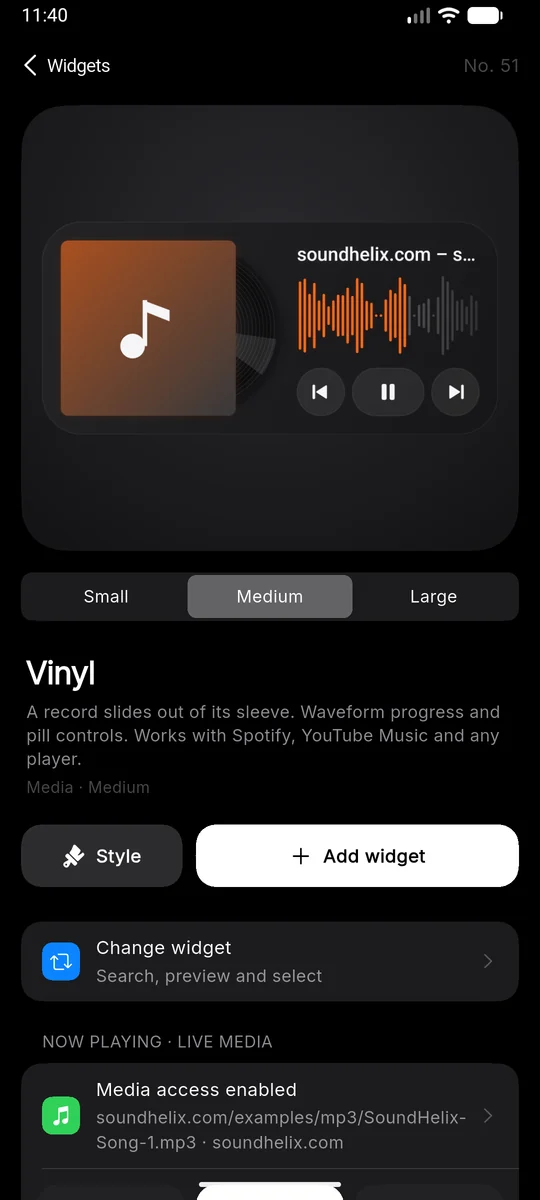 11:40
Widgets
No. 51
soundhelix.com – s…
Small
Medium
Large
Vinyl
A record slides out of its sleeve. Waveform progress and
pill controls. Works with Spotify, YouTube Music and any
player.
Media · Medium
Style
Add widget
Change widget
Search, preview and select
NOW PLAYING · LIVE MEDIA
Media access enabled
soundhelix.com/examples/mp3/SoundHelix-
Song-1.mp3 · soundhelix.com